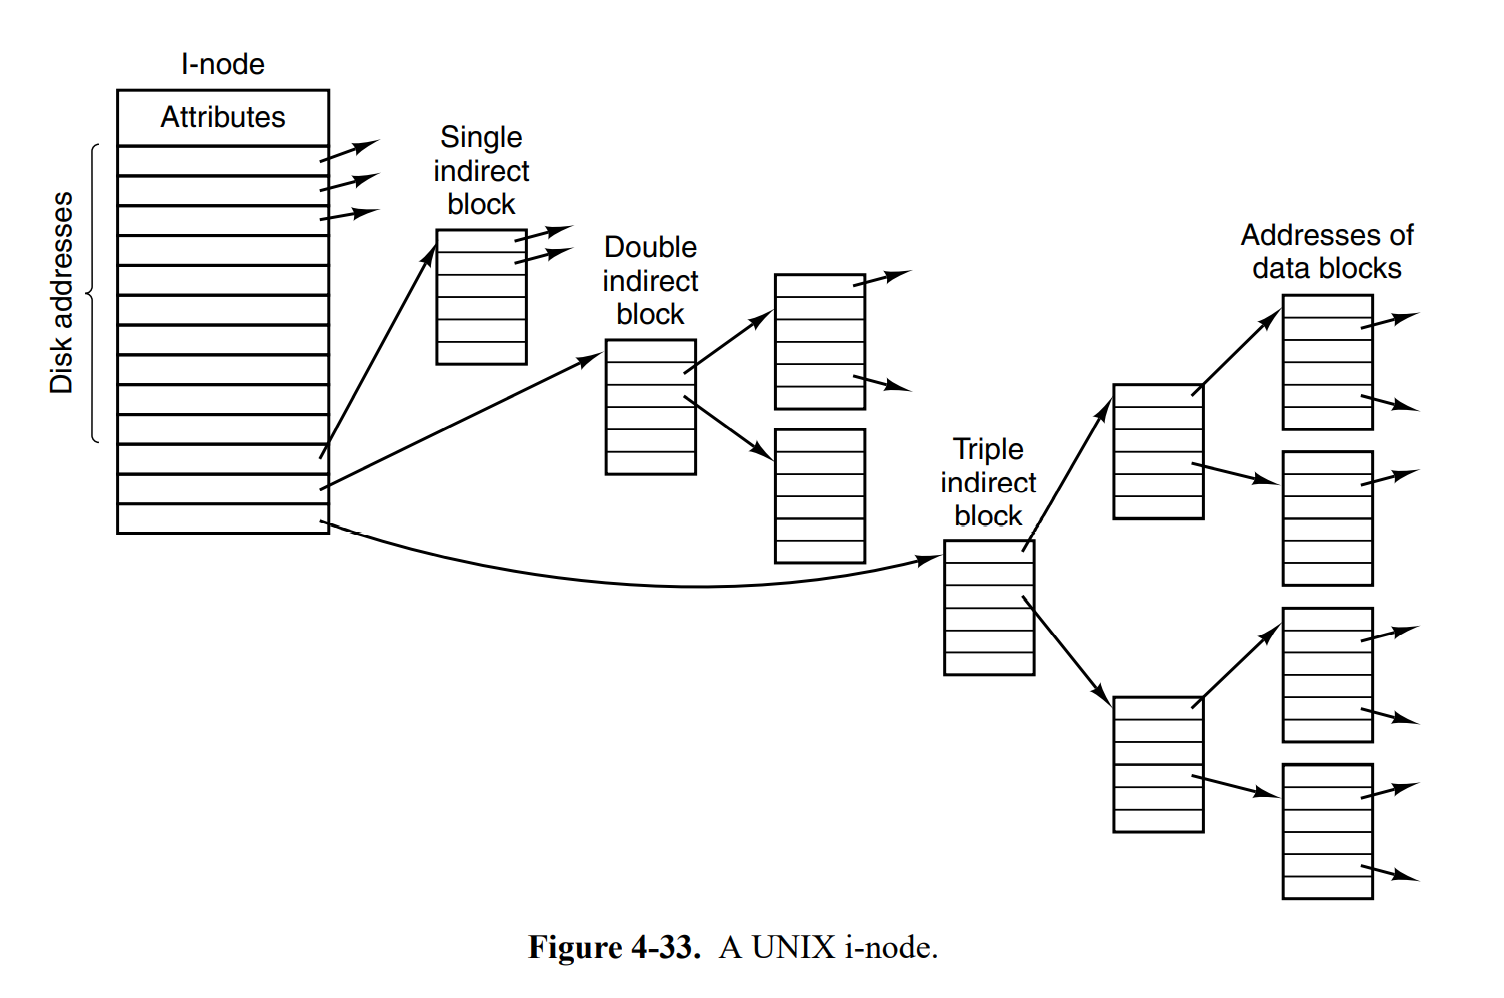 I-node
Attributes
Disk addresses
Single
indirect
block
Double
indirect
block
Triple
indirect
block
Addresses of
data blocks
Figure 4-33. A UNIX i-node.